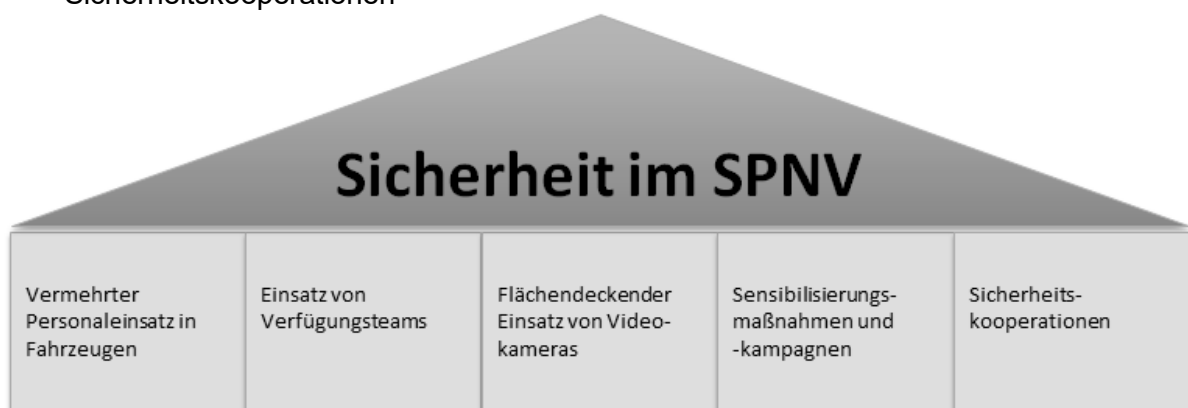 Sicherheitskooperationen
Sicherheit im SPNV
Vermehrter
Personaleinsatz in
Fahrzeugen
Einsatz von
Verfügungsteams
Flächendeckender
Einsatz von Video-
kameras
Sensibilisierungs-
maßnahmen und
-kampagnen
Sicherheits-
kooperationen